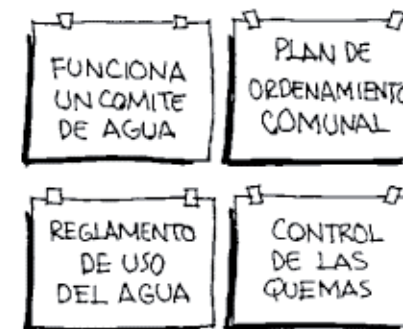 FUNCIONA
UN COMITE
DE AGUA
PLAN DE
ORDENAMIENTO
COMUNAL
REGLAMENTO
DE USO
DEL AGUA
CONTROL
DE LAS
QUEMAS